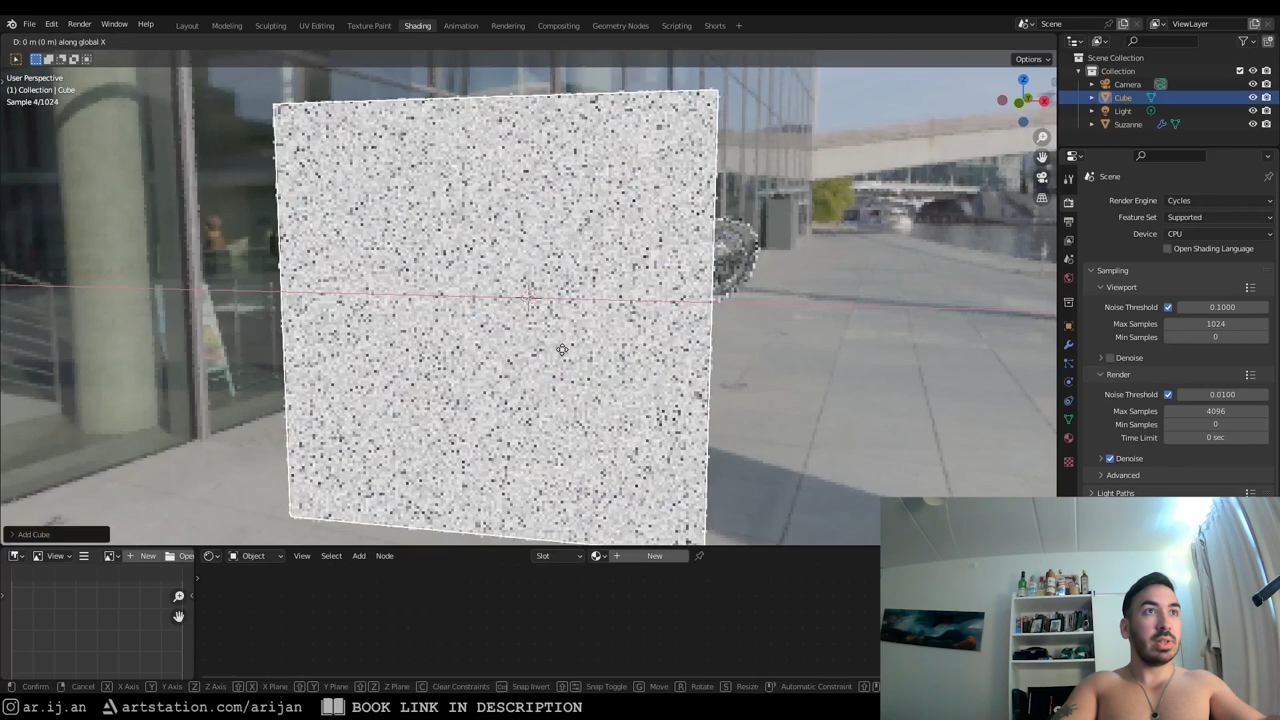 File Edit Render Window Help Layout Modeling Sculpting UV Editing Texture Paint Shading Animation Rendering Compositing Geometry Nodes Scripting Shorts + Scene ViewLayer
D: 0 m (0 m) along global X
Options
User Perspective
(1) Collection | Cube
Sample 4/1024
Z
Y
X
Scene Collection
Collection
Camera
Cube
Light
Suzanne
Scene
Render Engine Cycles
Feature Set Supported
Device CPU
Open Shading Language
Sampling
Viewport
Noise Threshold 0.1000
Max Samples 1024
Min Samples 0
Denoise
Render
Noise Threshold 0.0100
Max Samples 4096
Min Samples 0
Time Limit 0 sec
Denoise
Advanced
Light Paths
Add Cube
View New Open Object View Select Add Node Slot New
Confirm Cancel X X Axis Y Y Axis Z Z Axis X X Plane Y Y Plane Z Z Plane C Clear Constraints Ctrl Snap Invert Snap Toggle G Move R Rotate S Resize Automatic Constraint
ar.ij.an artstation.com/arijan BOOK LINK IN DESCRIPTION